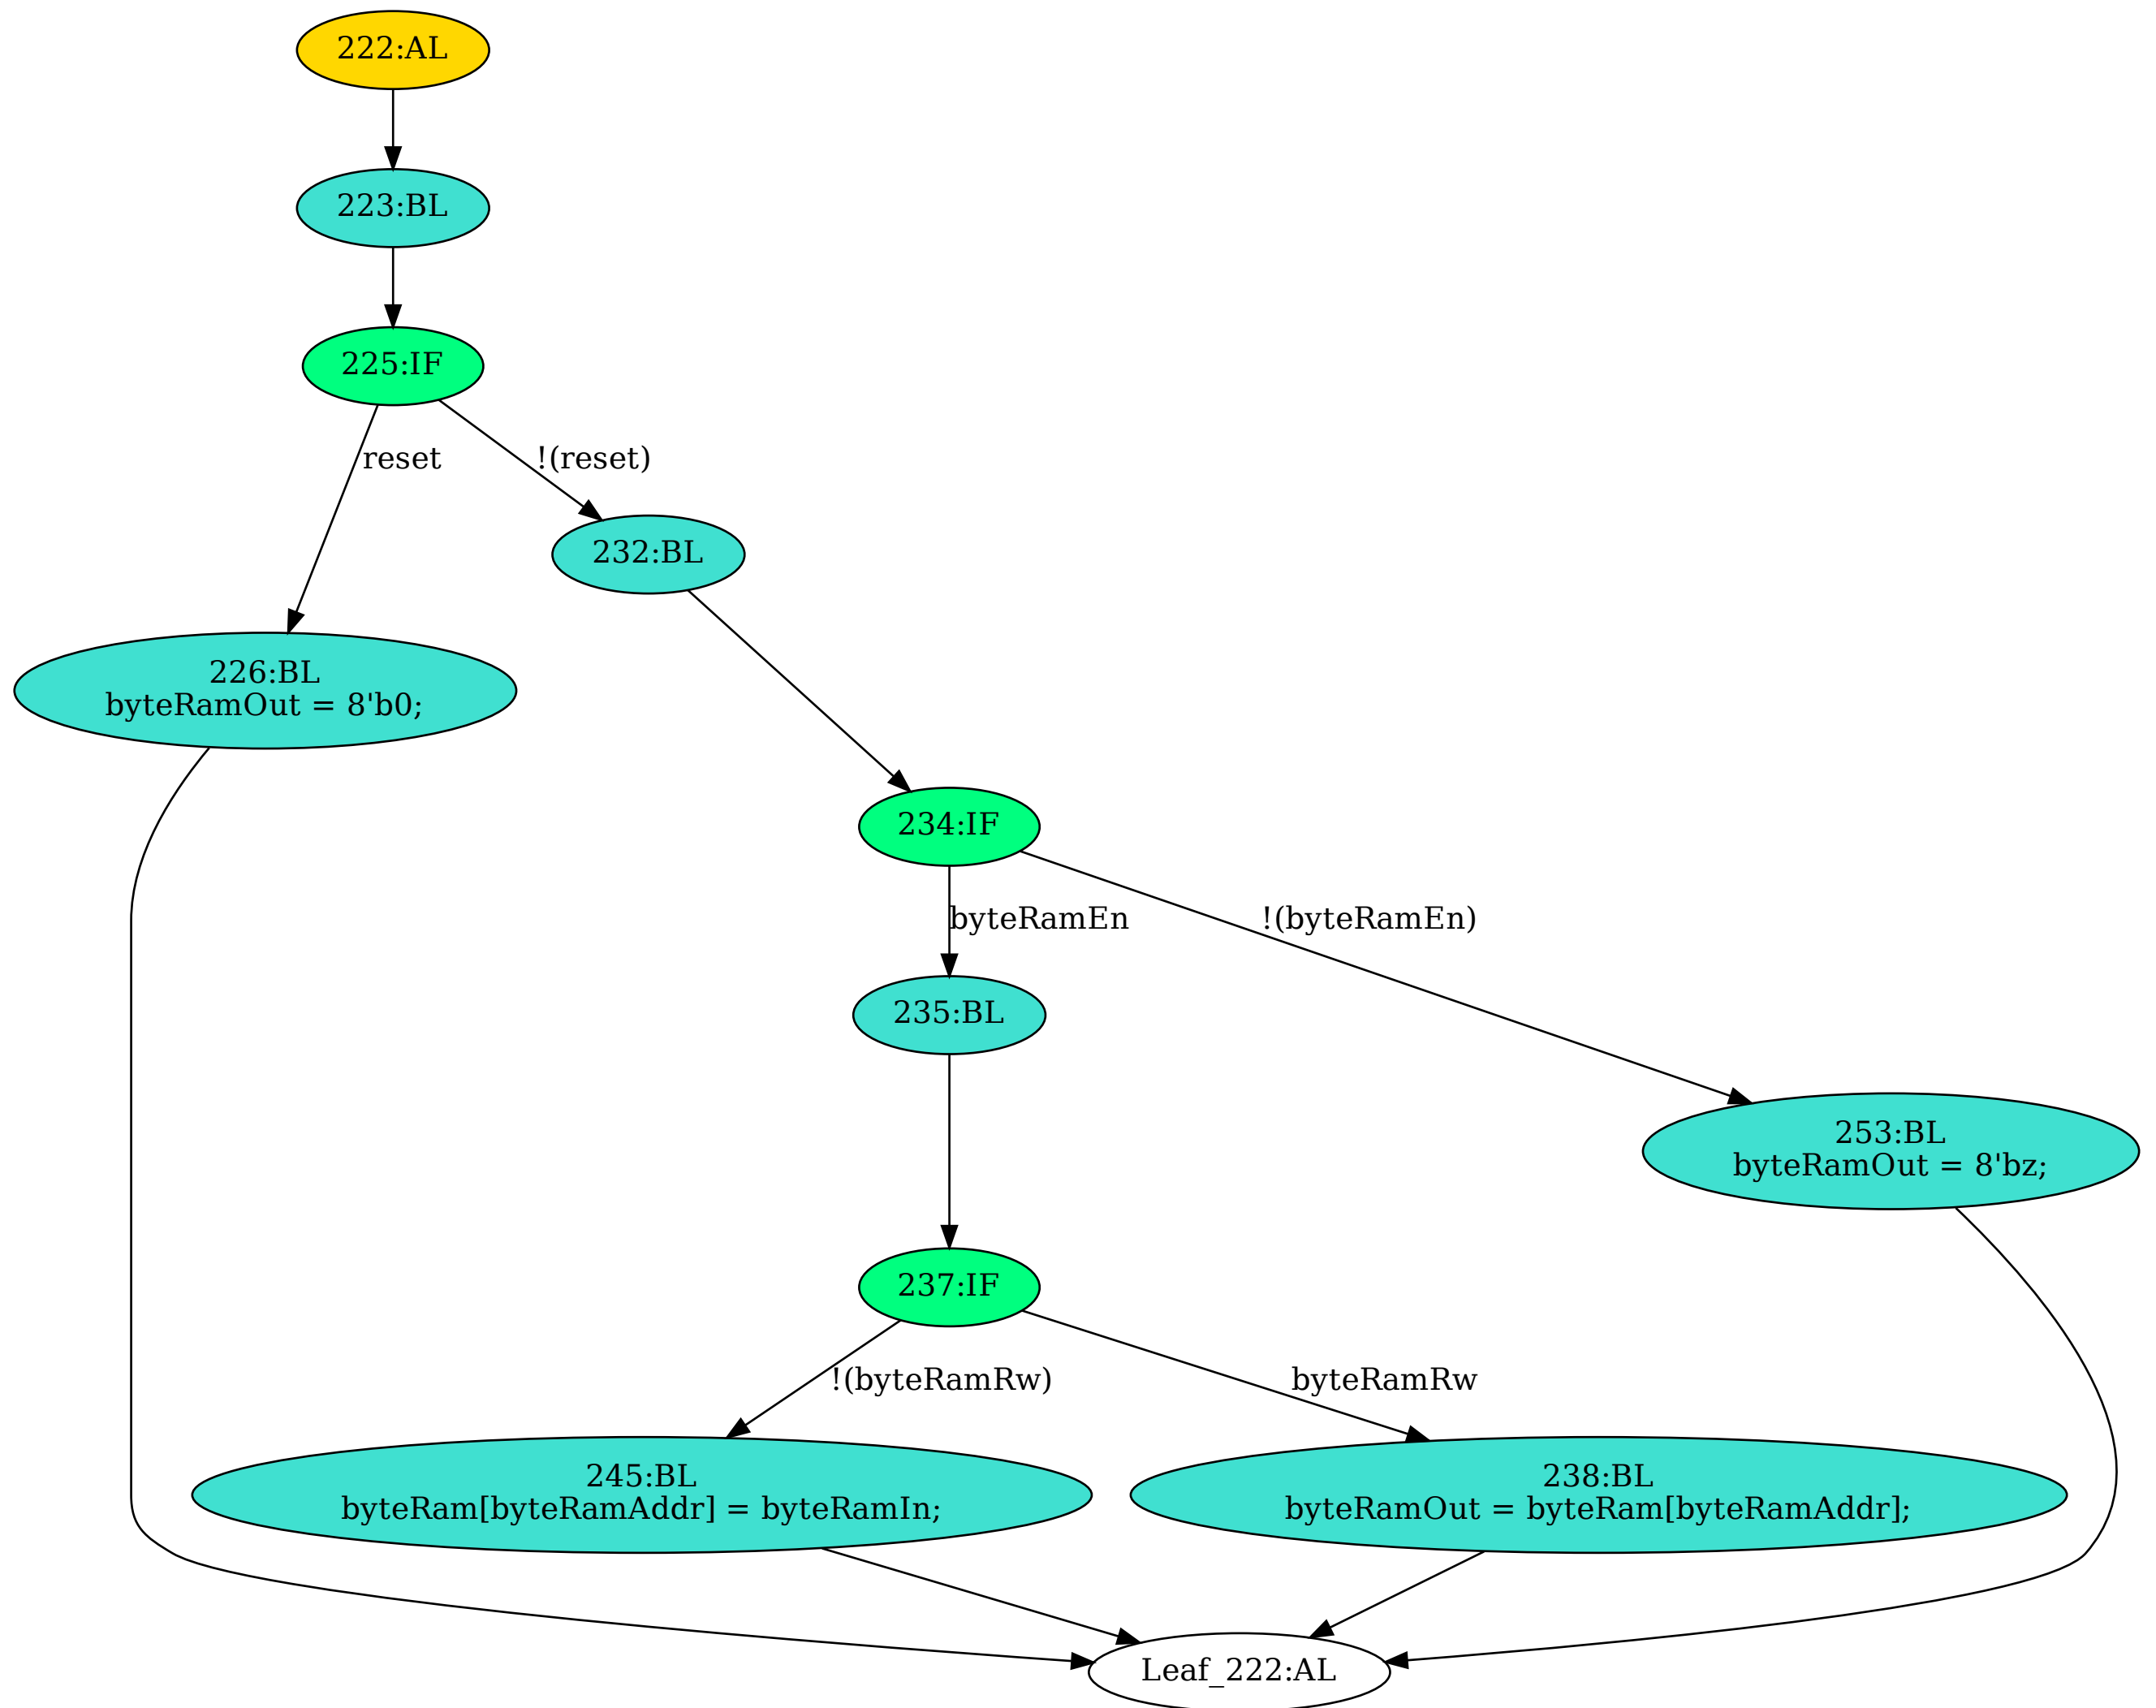 222:AL
223:BL
225:IF
reset
!(reset)
232:BL
226:BL
byteRamOut = 8'b0;
234:IF
byteRamEn
!(byteRamEn)
235:BL
253:BL
byteRamOut = 8'bz;
237:IF
!(byteRamRw)
byteRamRw
245:BL
byteRam[byteRamAddr] = byteRamIn;
238:BL
byteRamOut = byteRam[byteRamAddr];
Leaf_222:AL